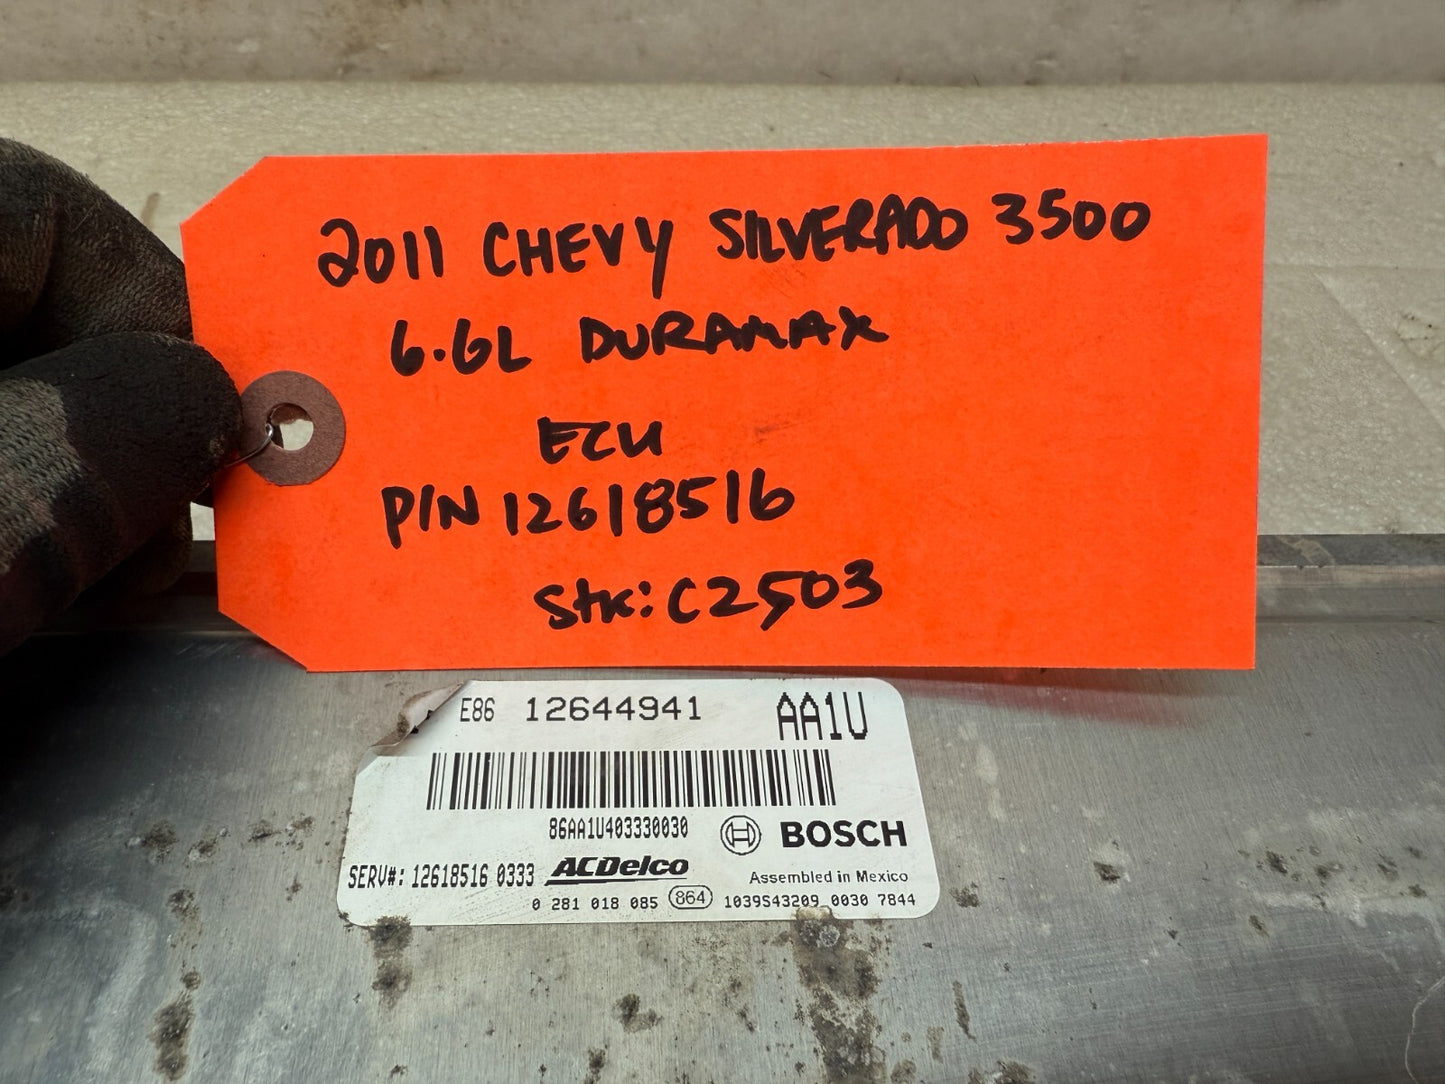 2011 CHEVY SILVERADO 3500
6.6L DURAMAX
ECU
P/N 12618516
Stk: C2503
E86 12644941 AA1U
86AA1U403330030
BOSCH
SERV#: 12618516 0333 ACDelco
Assembled in Mexico
0 281 018 085 864 1039S43209 0030 7844